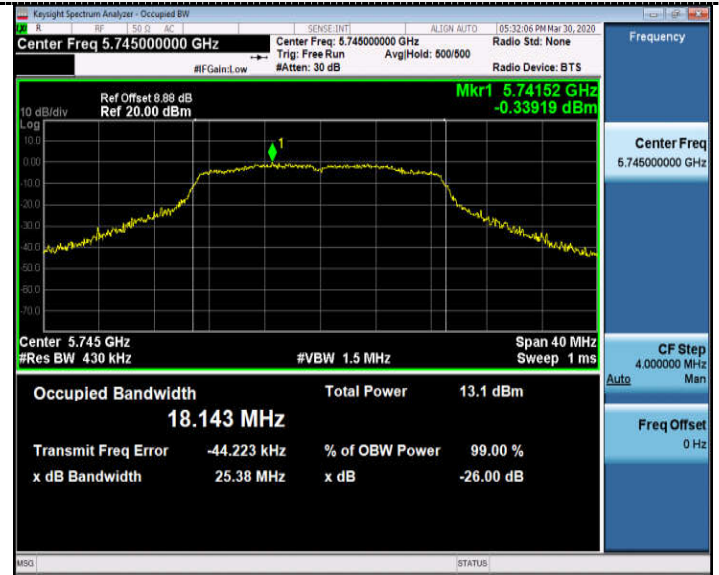 Keysight Spectrum Analyzer - Occupied BW
R RF 50 Ω AC SENSE:INT ALIGN AUTO 05:32:06 PM Mar 30, 2020
Center Freq 5.745000000 GHz
Center Freq: 5.745000000 GHz Radio Std: None
Trig: Free Run Avg|Hold: 500/500
#IFGain:Low #Atten: 30 dB Radio Device: BTS
Frequency
Mkr1 5.74152 GHz
-0.33919 dBm
Ref Offset 8.88 dB
10 dB/div Ref 20.00 dBm
Log
10.0
0.00
-10.0
-20.0
-30.0
-40.0
-50.0
-60.0
-70.0
1
Center 5.745 GHz Span 40 MHz
#Res BW 430 kHz #VBW 1.5 MHz Sweep 1 ms
Occupied Bandwidth Total Power 13.1 dBm
18.143 MHz
Transmit Freq Error -44.223 kHz % of OBW Power 99.00 %
x dB Bandwidth 25.38 MHz x dB -26.00 dB
Center Freq
5.745000000 GHz
CF Step
4.000000 MHz
Auto Man
Freq Offset
0 Hz
MSG STATUS